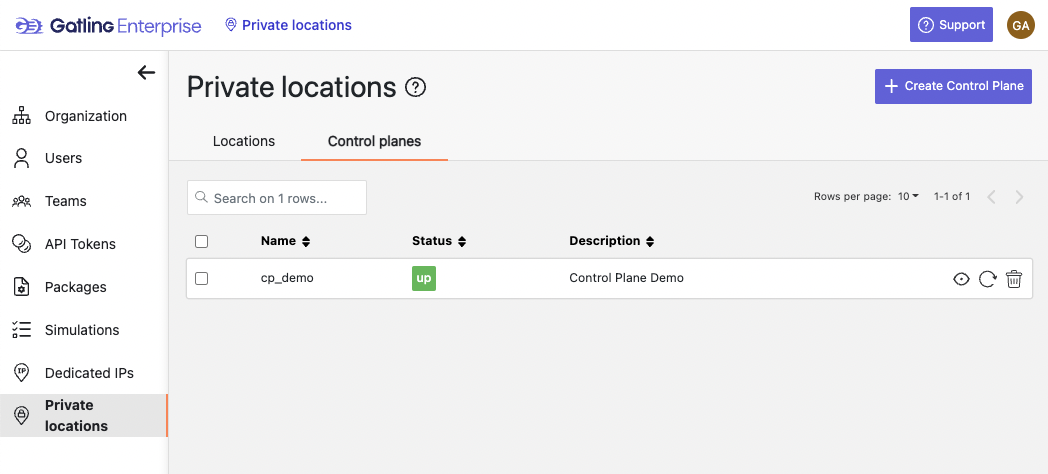 Gatling Enterprise
Private locations
Support
GA
Organization
Users
Teams
API Tokens
Packages
Simulations
IP
Dedicated IPs
Private
locations
Private locations ?
Create Control Plane
Locations
Control planes
Search on 1 rows...
Rows per page: 10
1-1 of 1
Name
Status
Description
cp_demo
up
Control Plane Demo